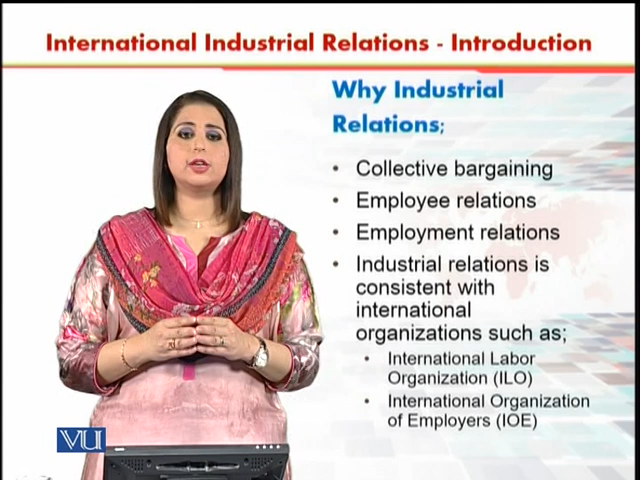 International Industrial Relations - Introduction
Why Industrial
Relations;
• Collective bargaining
• Employee relations
• Employment relations
• Industrial relations is
consistent with
international
organizations such as;
• International Labor
Organization (ILO)
• International Organization
of Employers (IOE)
VU